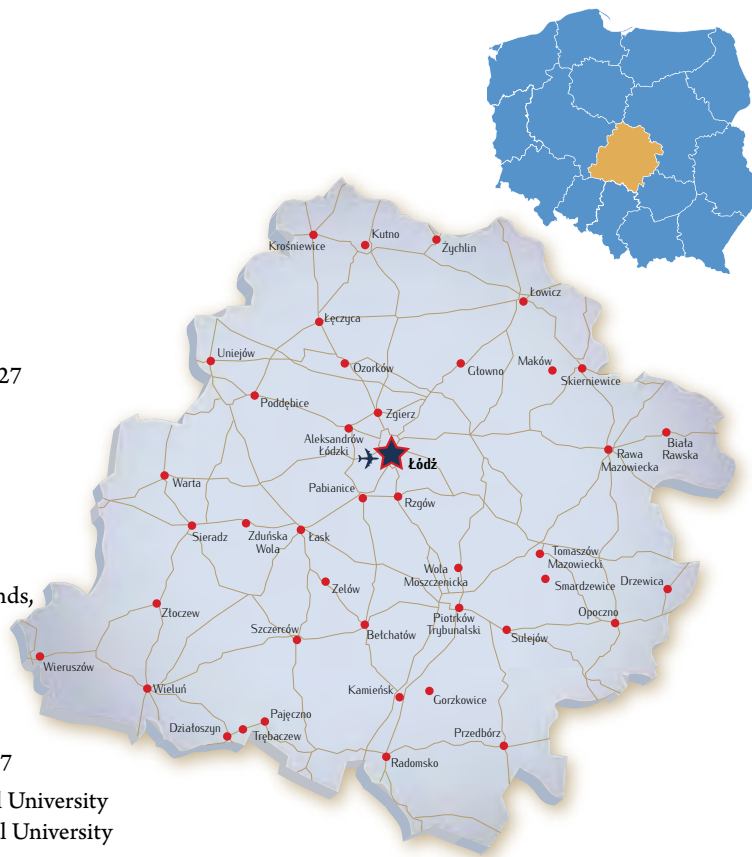 Kutno
Krośniewice
Żychlin
Łowicz
Łęczyca
Uniejów
Ozorków
Głowno
Maków
Skierniewice
27
Poddębice
Zgierz
Aleksandrów
Łódzki
Łódź
Biała
Rawska
Rawa
Mazowiecka
Warta
Pabianice
Rzgów
Sieradz
Zduńska
Wola
Łask
Tomaszów
Mazowiecki
Wola
Moszczenicka
Smardzewice
Drzewica
Zelów
nds,
Złoczew
Opoczno
Piotrków
Trybunalski
Sulejów
Szczerców
Bełchatów
Wieruszów
Wieluń
Kamieńsk
Gorzkowice
Pajęczno
Działoszyn
Trębaczew
Przedbórz
Radomsko
7
l University
l University